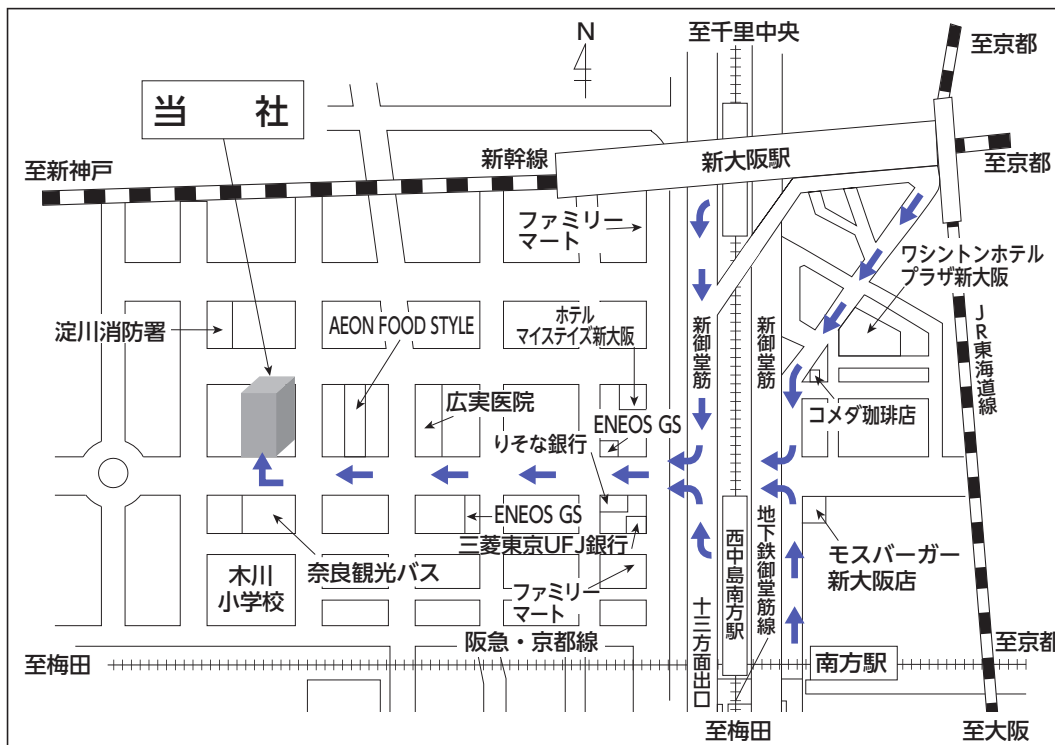 N
至千里中央
至京都
当　社
至京都
至新神戸
新幹線
新大阪駅
ファミリー
マート
ワシントンホテル
プラザ新大阪
淀川消防署
AEON FOOD STYLE
ホテル
マイステイズ新大阪
新御堂筋
新御堂筋
JR東海道線
広実医院
りそな銀行
ENEOS GS
コメダ珈琲店
ENEOS GS
三菱東京UFJ銀行
西中島南方駅
地下鉄御堂筋線
モスバーガー
新大阪店
奈良観光バス
木川
小学校
ファミリー
マート
十三方面出口
阪急・京都線
至梅田
南方駅
至京都
至梅田
至大阪